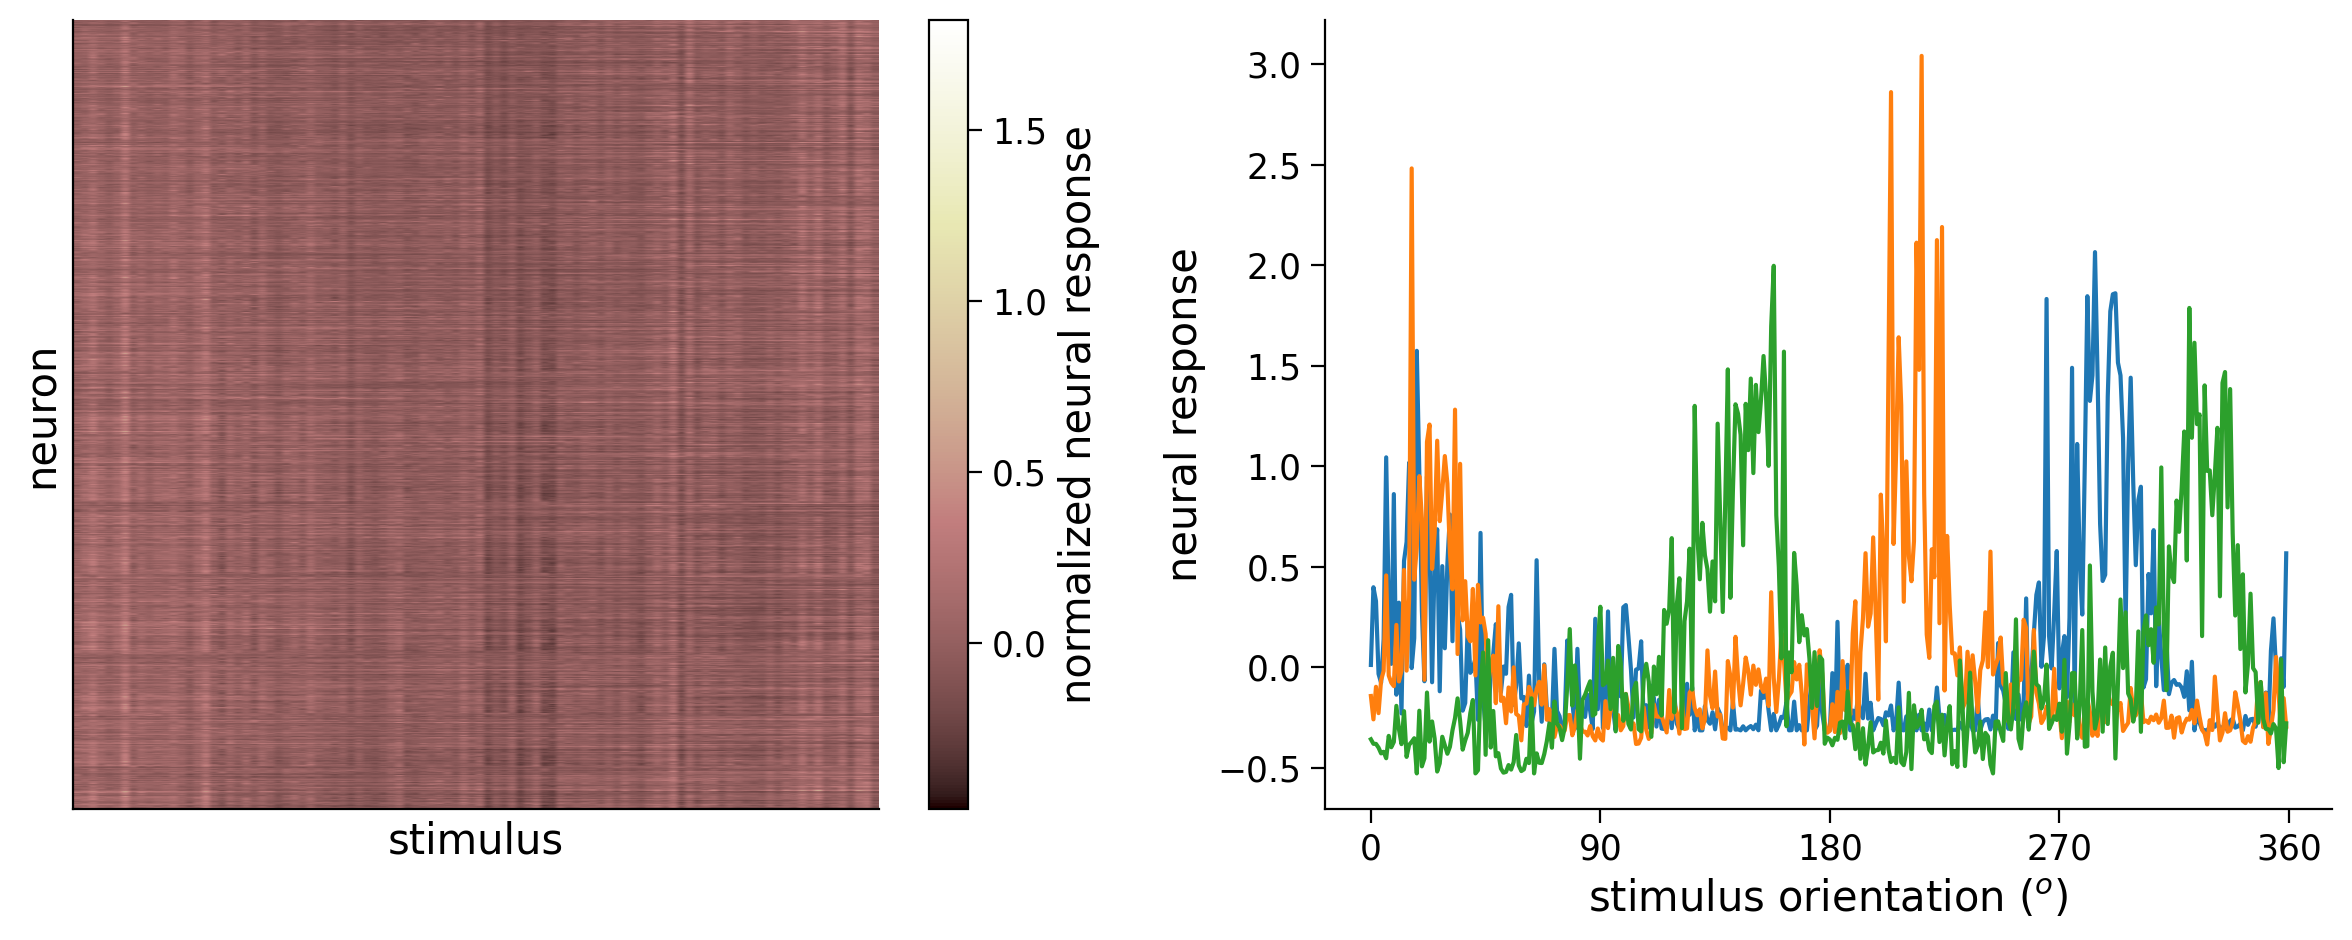 neuron
stimulus
1.5
1.0
0.5
0.0
normalized neural response
neural response
3.0
2.5
2.0
1.5
1.0
0.5
0.0
−0.5
0 90 180 270 360
stimulus orientation (o)